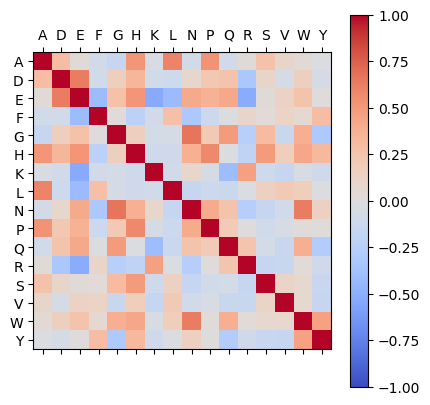 A D E F G H K L N P Q R S V W Y
A
D
E
F
G
H
K
L
N
P
Q
R
S
V
W
Y
1.00
0.75
0.50
0.25
0.00
−0.25
−0.50
−0.75
−1.00